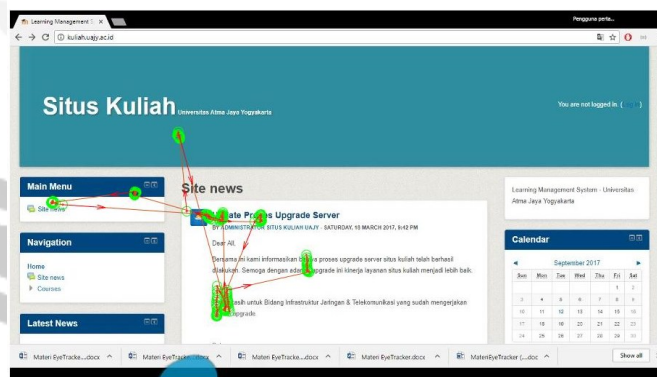 Learning Management S
Pengguna perta...
kuliah.uajy.ac.id
Situs Kuliah Universitas Atma Jaya Yogyakarta
You are not logged in. (
Main Menu
Site news
Navigation
Home
Site news
Courses
Latest News
Site news
Upgrade Server
BY ADMINISTRATOR SITUS KULIAH UAJY - SATURDAY, 10 MARCH 2017, 9:42 PM
Dear All,
Bersama ini kami informasikan proses upgrade server situs kuliah telah berhasil
dilakukan. Semoga dengan upgrade ini kinerja layanan situs kuliah menjadi lebih baik.
untuk Bidang Infrastruktur Jaringan & Telekomunikasi yang sudah mengerjakan
Learning Management System - Universitas
Atma Jaya Yogyakarta
Calendar
September 2017
Sun Mon Tue Wed Thu Fri Sat
1 2
3 4 5 6 7 8 9
10 11 12 13 14 15 16
17 18 19 20 21 22 23
24 25 26 27 28 29 30
Materi EyeTracke....docx
Materi EyeTracke....docx
Materi EyeTracke....docx
Materi EyeTracker.docx
MateriEyeTracker (....doc
Show all